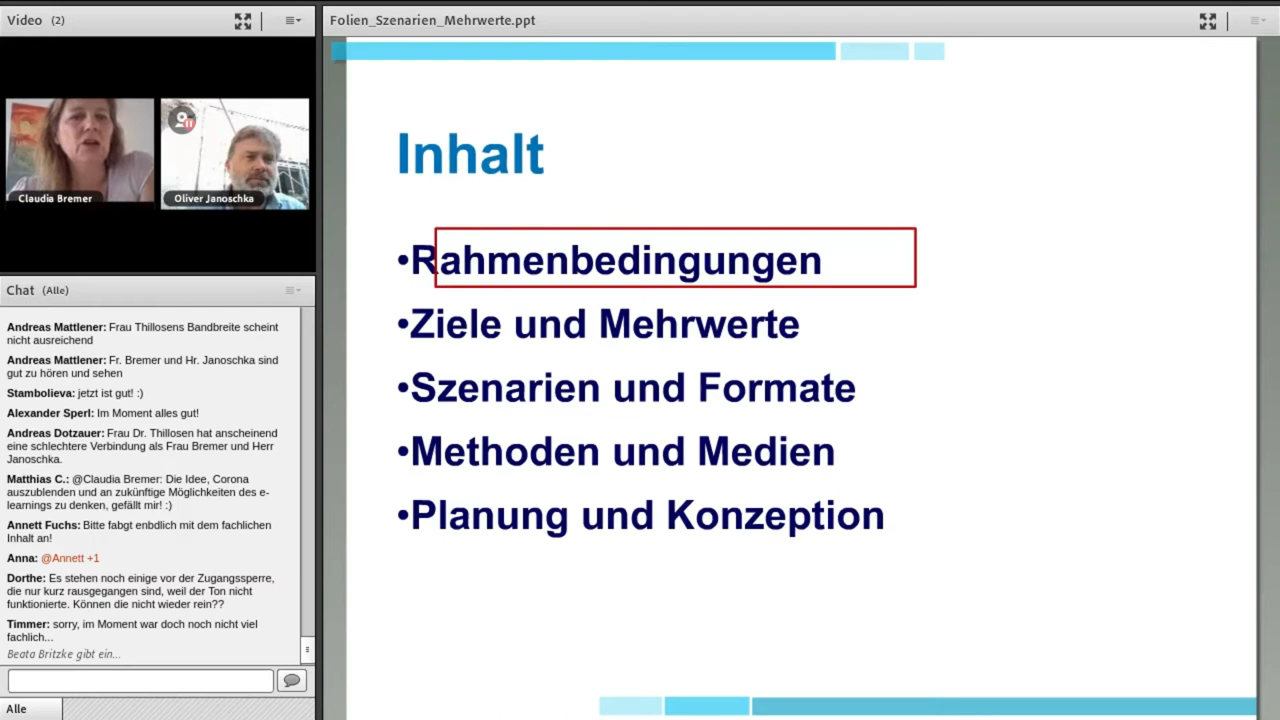 Video (2)
Claudia Bremer
Oliver Janoschka
Chat (Alle)
Andreas Mattlener: Frau Thillosens Bandbreite scheint
nicht ausreichend
Andreas Mattlener: Fr. Bremer und Hr. Janoschka sind
gut zu hören und sehen
Stambolieva: jetzt ist gut! :)
Alexander Sperl: Im Moment alles gut!
Andreas Dotzauer: Frau Dr. Thillosen hat anscheinend
eine schlechtere Verbindung als Frau Bremer und Herr
Janoschka.
Matthias C.: @Claudia Bremer: Die Idee, Corona
auszublenden und an zukünftige Möglichkeiten des e-
learnings zu denken, gefällt mir! :)
Annett Fuchs: Bitte fabgt enbdlich mit dem fachlichen
Inhalt an!
Anna: @Annett +1
Dorthe: Es stehen noch einige vor der Zugangssperre,
die nur kurz rausgegangen sind, weil der Ton nicht
funktionierte. Können die nicht wieder rein??
Timmer: sorry, im Moment war doch noch nicht viel
fachlich...
Beata Britzke gibt ein...
Alle
Folien_Szenarien_Mehrwerte.ppt
Inhalt
•Rahmenbedingungen
•Ziele und Mehrwerte
•Szenarien und Formate
•Methoden und Medien
•Planung und Konzeption